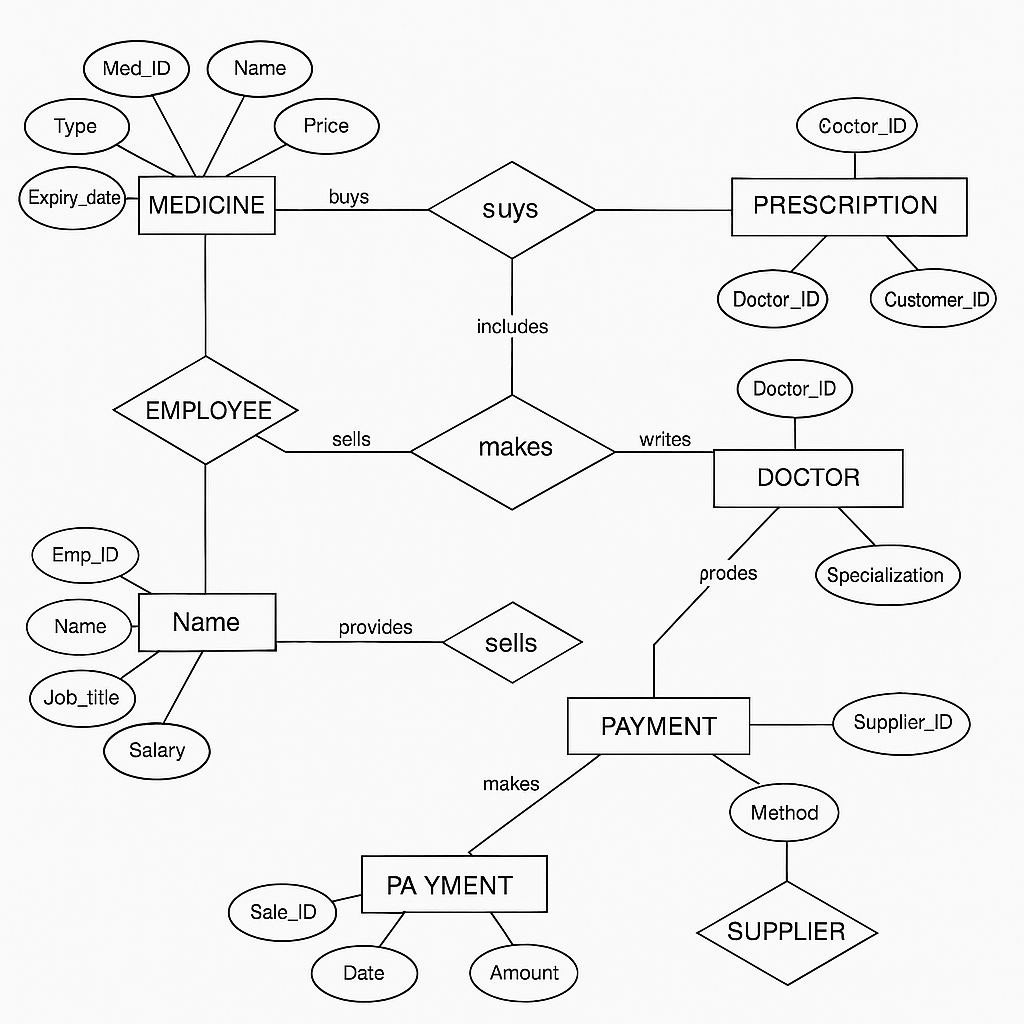 Med_ID
Name
Type
Price
Coctor_ID
Expiry_date
MEDICINE
buys
suys
PRESCRIPTION
Doctor_ID
Customer_ID
includes
Doctor_ID
EMPLOYEE
sells
makes
writes
DOCTOR
Emp_ID
prodes
Specialization
Name
Name
provides
sells
Job_title
Salary
PAYMENT
Supplier_ID
makes
Method
PA YMENT
Sale_ID
SUPPLIER
Date
Amount